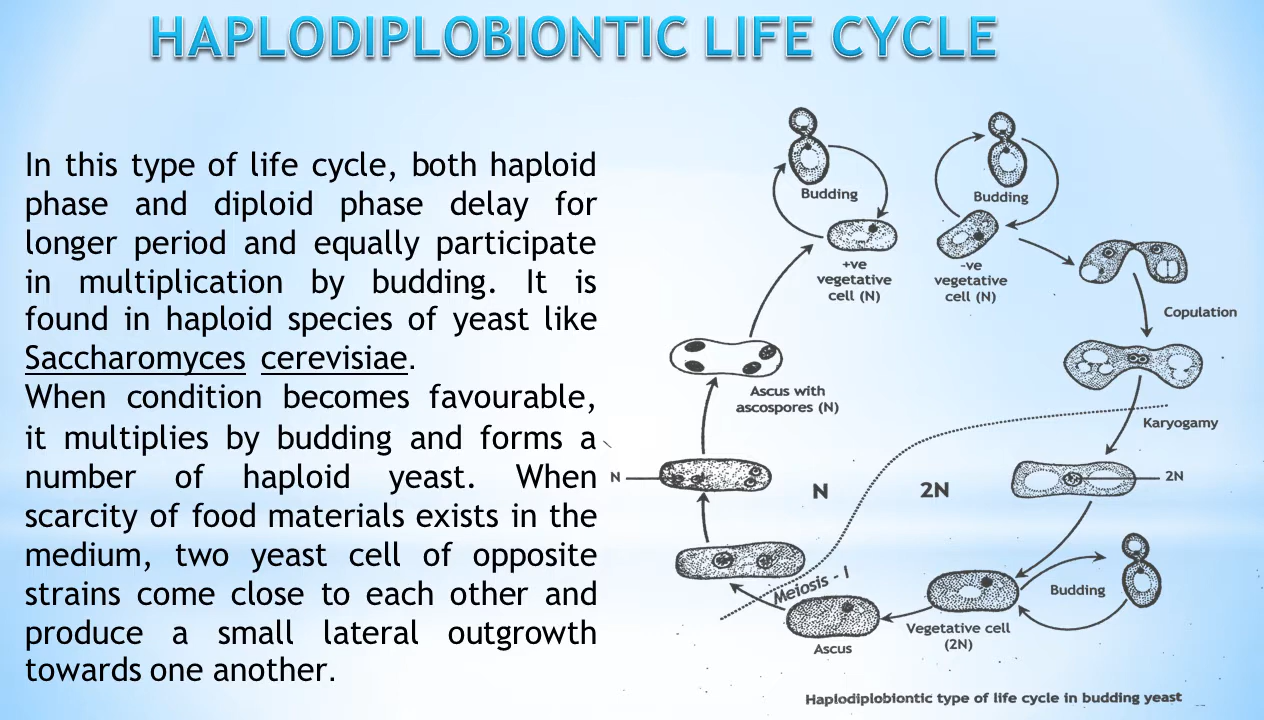 HAPLODIPLOBIONTIC LIFE CYCLE
In this type of life cycle, both haploid
phase and diploid phase delay for
longer period and equally participate
in multiplication by budding. It is
found in haploid species of yeast like
Saccharomyces cerevisiae.
When condition becomes favourable,
it multiplies by budding and forms a
number of haploid yeast. When
scarcity of food materials exists in the
medium, two yeast cell of opposite
strains come close to each other and
produce a small lateral outgrowth
towards one another.
Budding
Budding
+ve
vegetative
cell (N)
-ve
vegetative
cell (N)
Copulation
Ascus with
ascospores (N)
Karyogamy
N
N
2N
2N
Meiosis - I
Budding
Vegetative cell
(2N)
Ascus
Haplodiplobiontic type of life cycle in budding yeast